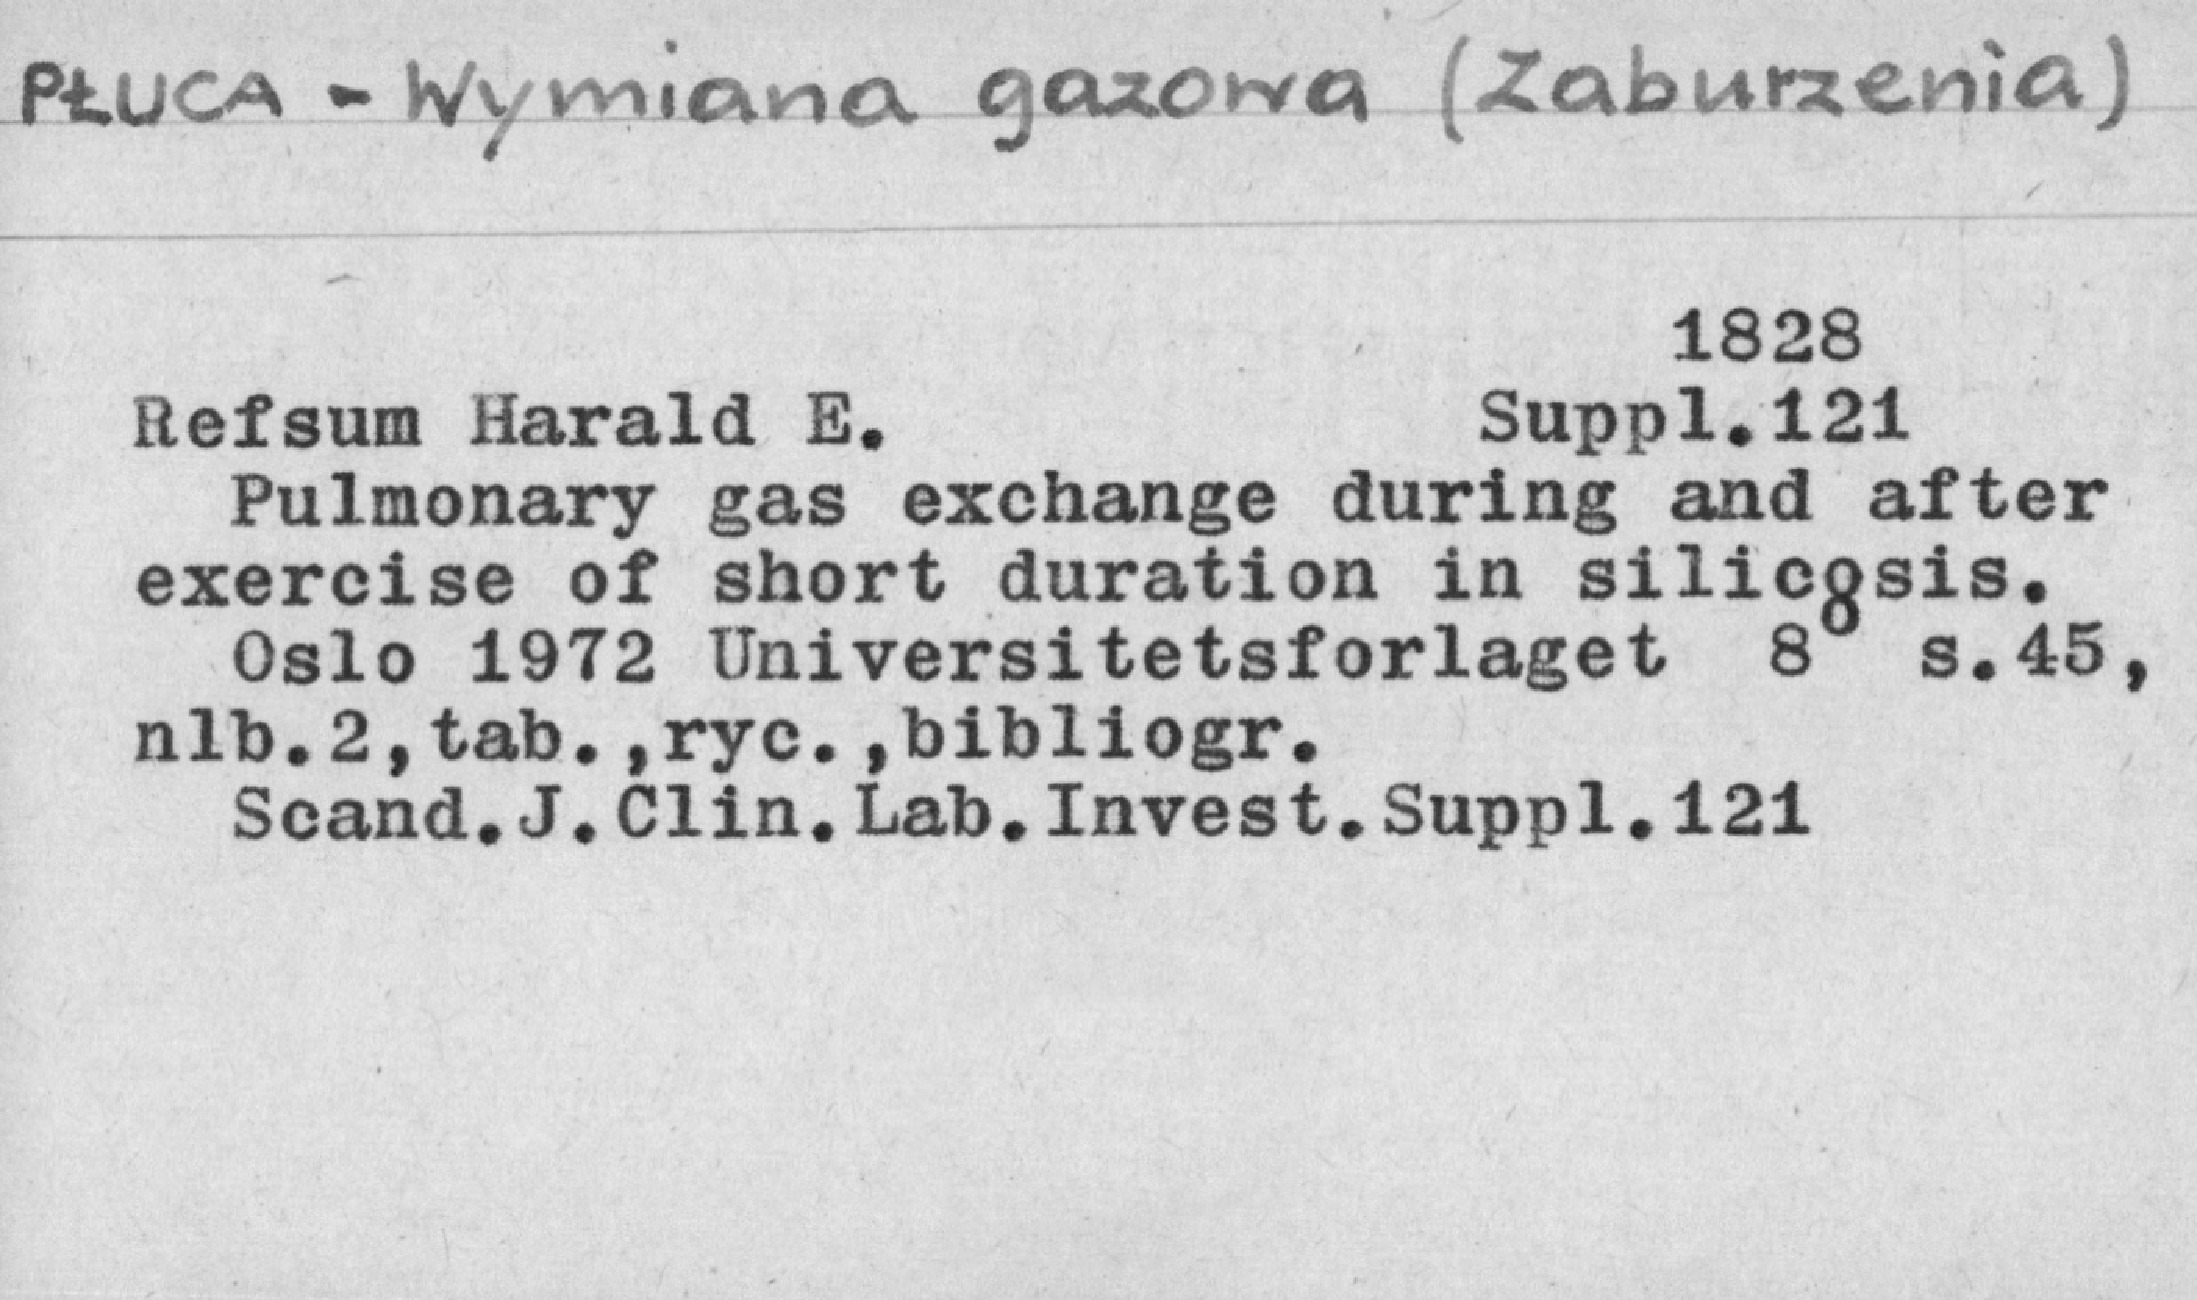 PŁUCA - Wymiana gazowa (Zaburzenia)
1828
Refsum Harald E. Suppl.121
Pulmonary gas exchange during and after
exercise of short duration in silicosis.
Oslo 1972 Universitetsforlaget 8° s.45,
nlb.2,tab.,ryc.,bibliogr.
Scand.J.Clin.Lab.Invest.Suppl.121